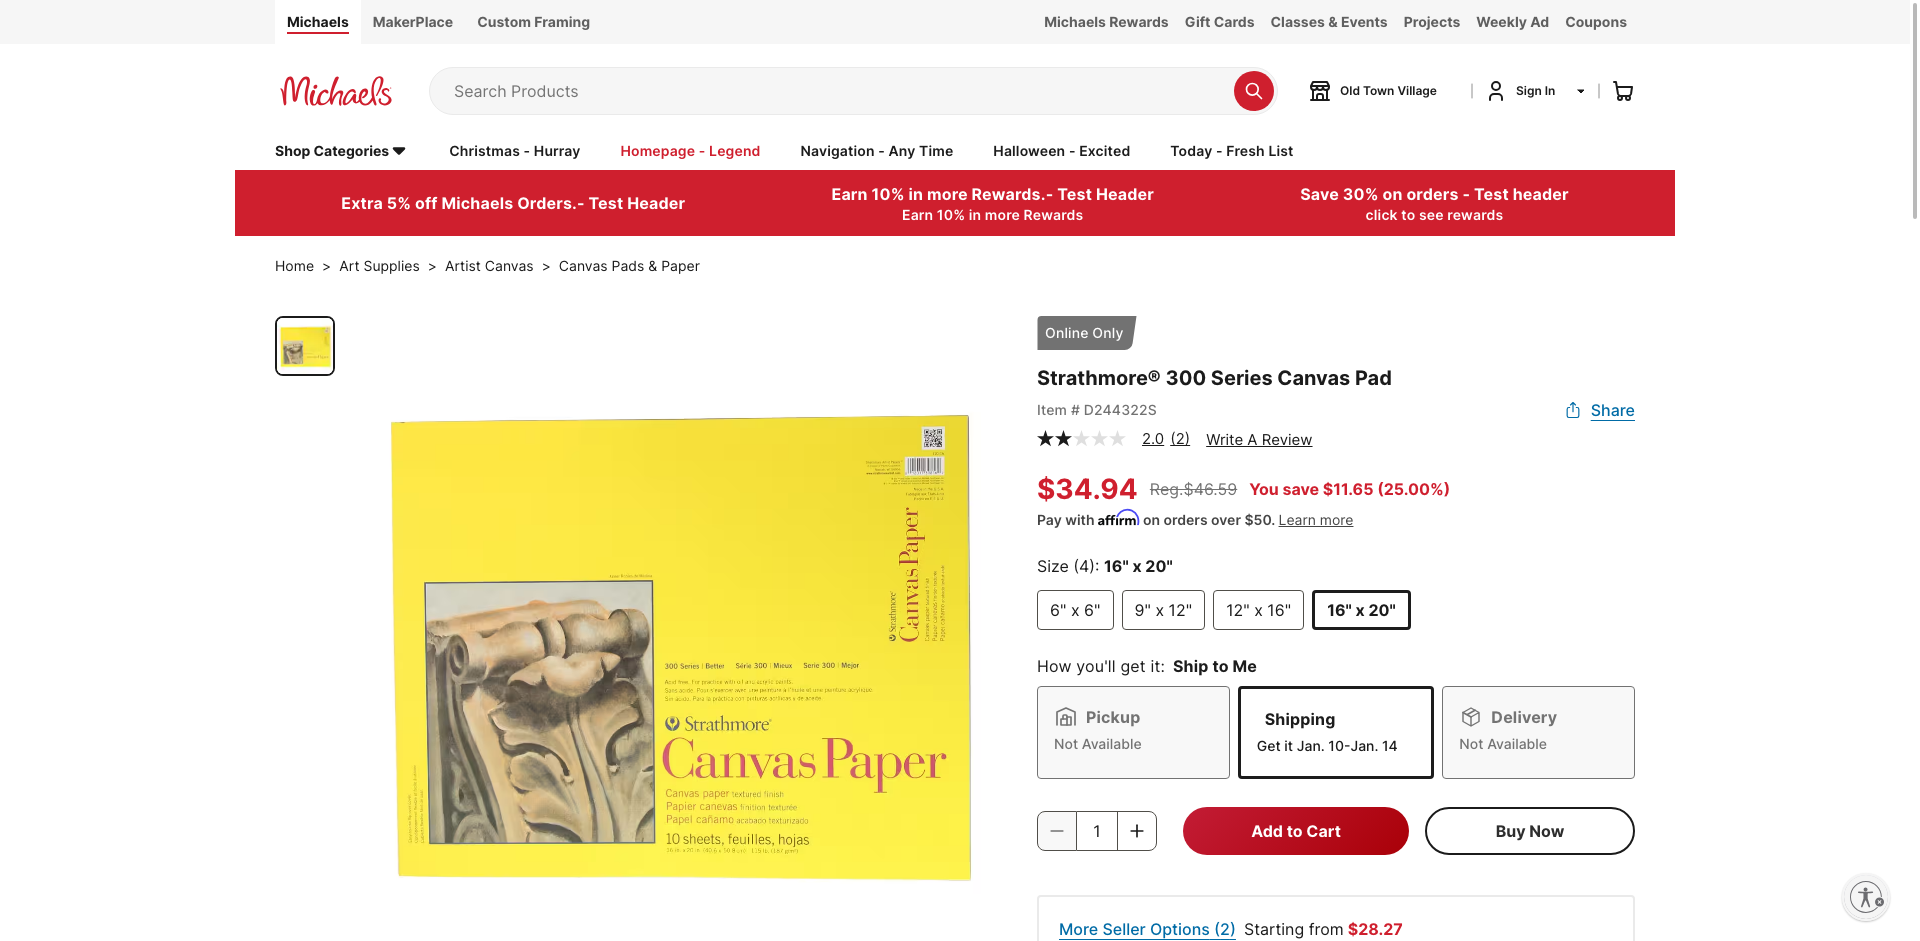 Michaels MakerPlace Custom Framing Michaels Rewards Gift Cards Classes & Events Projects Weekly Ad Coupons
Michaels Search Products Old Town Village Sign In
Shop Categories Christmas - Hurray Homepage - Legend Navigation - Any Time Halloween - Excited Today - Fresh List
Extra 5% off Michaels Orders.- Test Header
Earn 10% in more Rewards.- Test Header
Earn 10% in more Rewards
Save 30% on orders - Test header
click to see rewards
Home > Art Supplies > Artist Canvas > Canvas Pads & Paper
Strathmore
Canvas Paper
300 Series | Better Série 300 | Mieux Serie 300 | Mejor
Acid free. For practice with oil and acrylic paints.
Strathmore®
Canvas Paper
Canvas paper textured finish
Papier canevas finition texturée
Papel cañamo acabado texturizado
10 sheets, feuilles, hojas
Online Only
Strathmore® 300 Series Canvas Pad
Item # D244322S
Share
2.0 (2) Write A Review
$34.94 Reg.$46.59 You save $11.65 (25.00%)
Pay with affirm on orders over $50. Learn more
Size (4): 16" x 20"
6" x 6" 9" x 12" 12" x 16" 16" x 20"
How you'll get it: Ship to Me
Pickup
Not Available
Shipping
Get it Jan. 10-Jan. 14
Delivery
Not Available
1 Add to Cart Buy Now
More Seller Options (2) Starting from $28.27